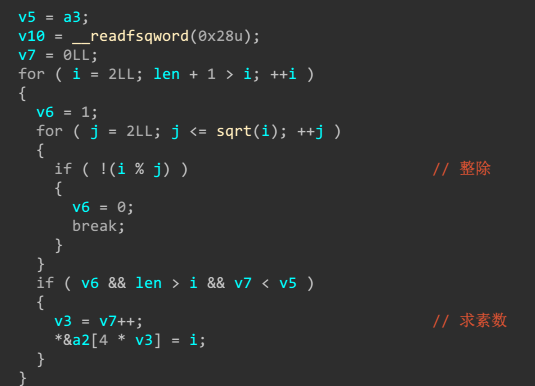 v5 = a3;
v10 = __readfsqword(0x28u);
v7 = 0LL;
for ( i = 2LL; len + 1 > i; ++i )
{
v6 = 1;
for ( j = 2LL; j <= sqrt(i); ++j )
{
if ( !(i % j) ) // 整除
{
v6 = 0;
break;
}
}
if ( v6 && len > i && v7 < v5 )
{
v3 = v7++; // 求素数
*&a2[4 * v3] = i;
}
}